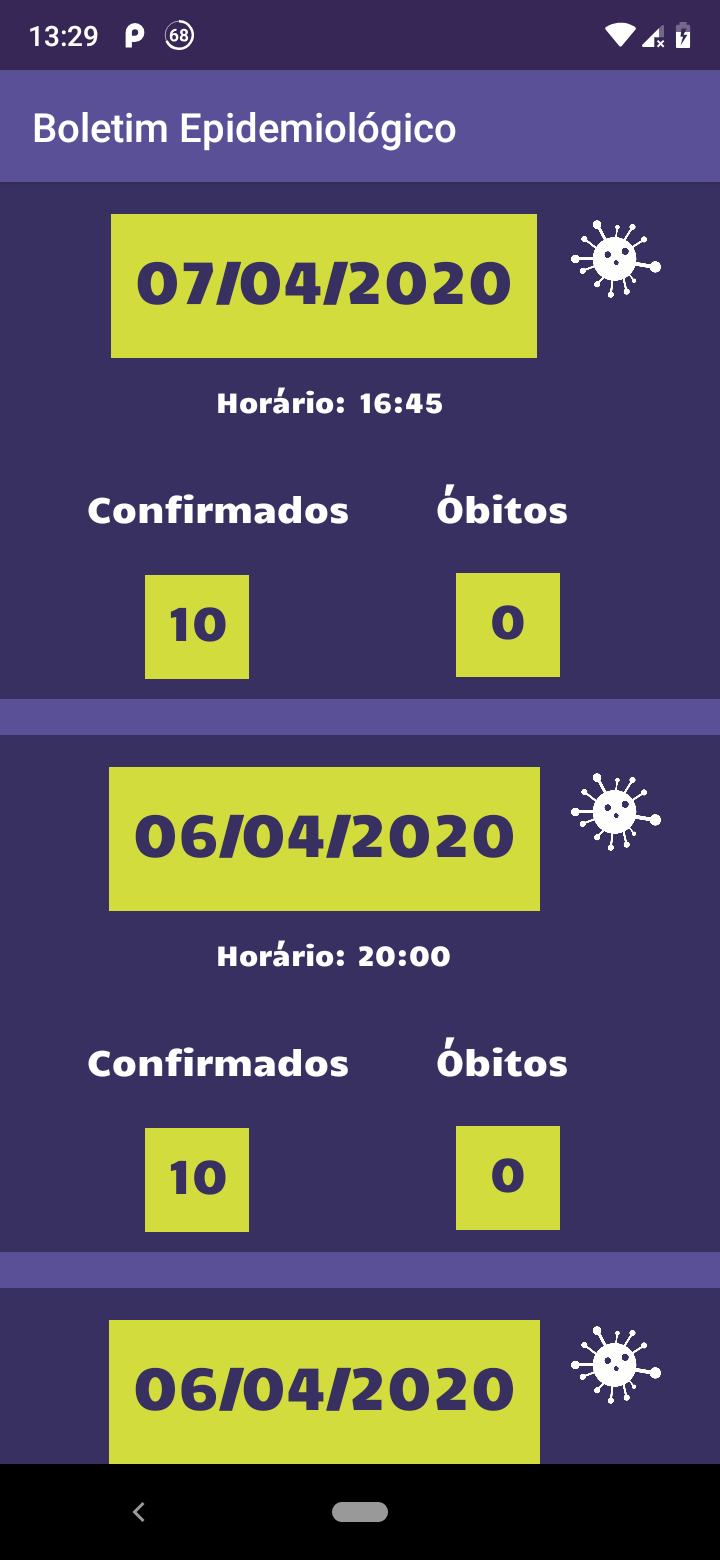 13:29 68
Boletim Epidemiológico
07/04/2020
Horário: 16:45
Confirmados Óbitos
10 0
06/04/2020
Horário: 20:00
Confirmados Óbitos
10 0
06/04/2020